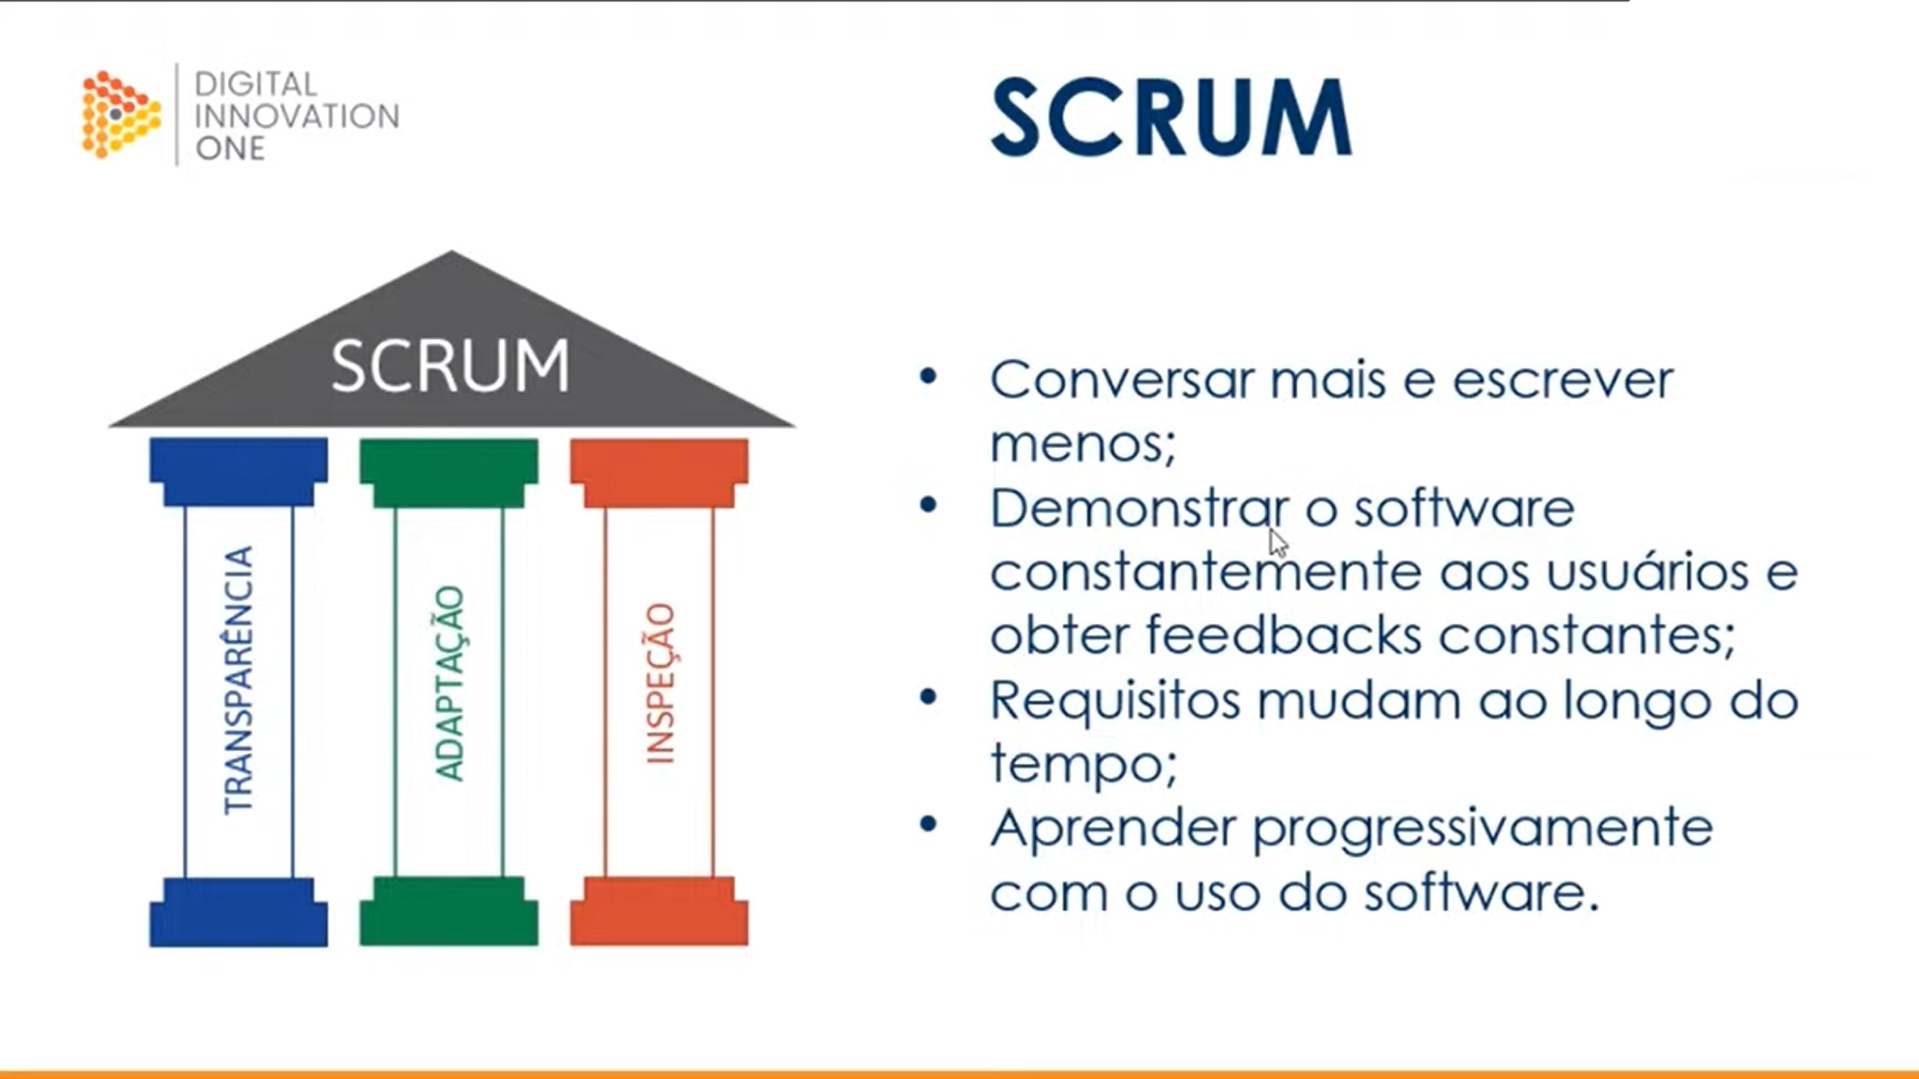 DIGITAL
INNOVATION
ONE
SCRUM
SCRUM
TRANSPARÊNCIA
ADAPTAÇÃO
INSPEÇÃO
• Conversar mais e escrever
menos;
• Demonstrar o software
constantemente aos usuários e
obter feedbacks constantes;
• Requisitos mudam ao longo do
tempo;
• Aprender progressivamente
com o uso do software.